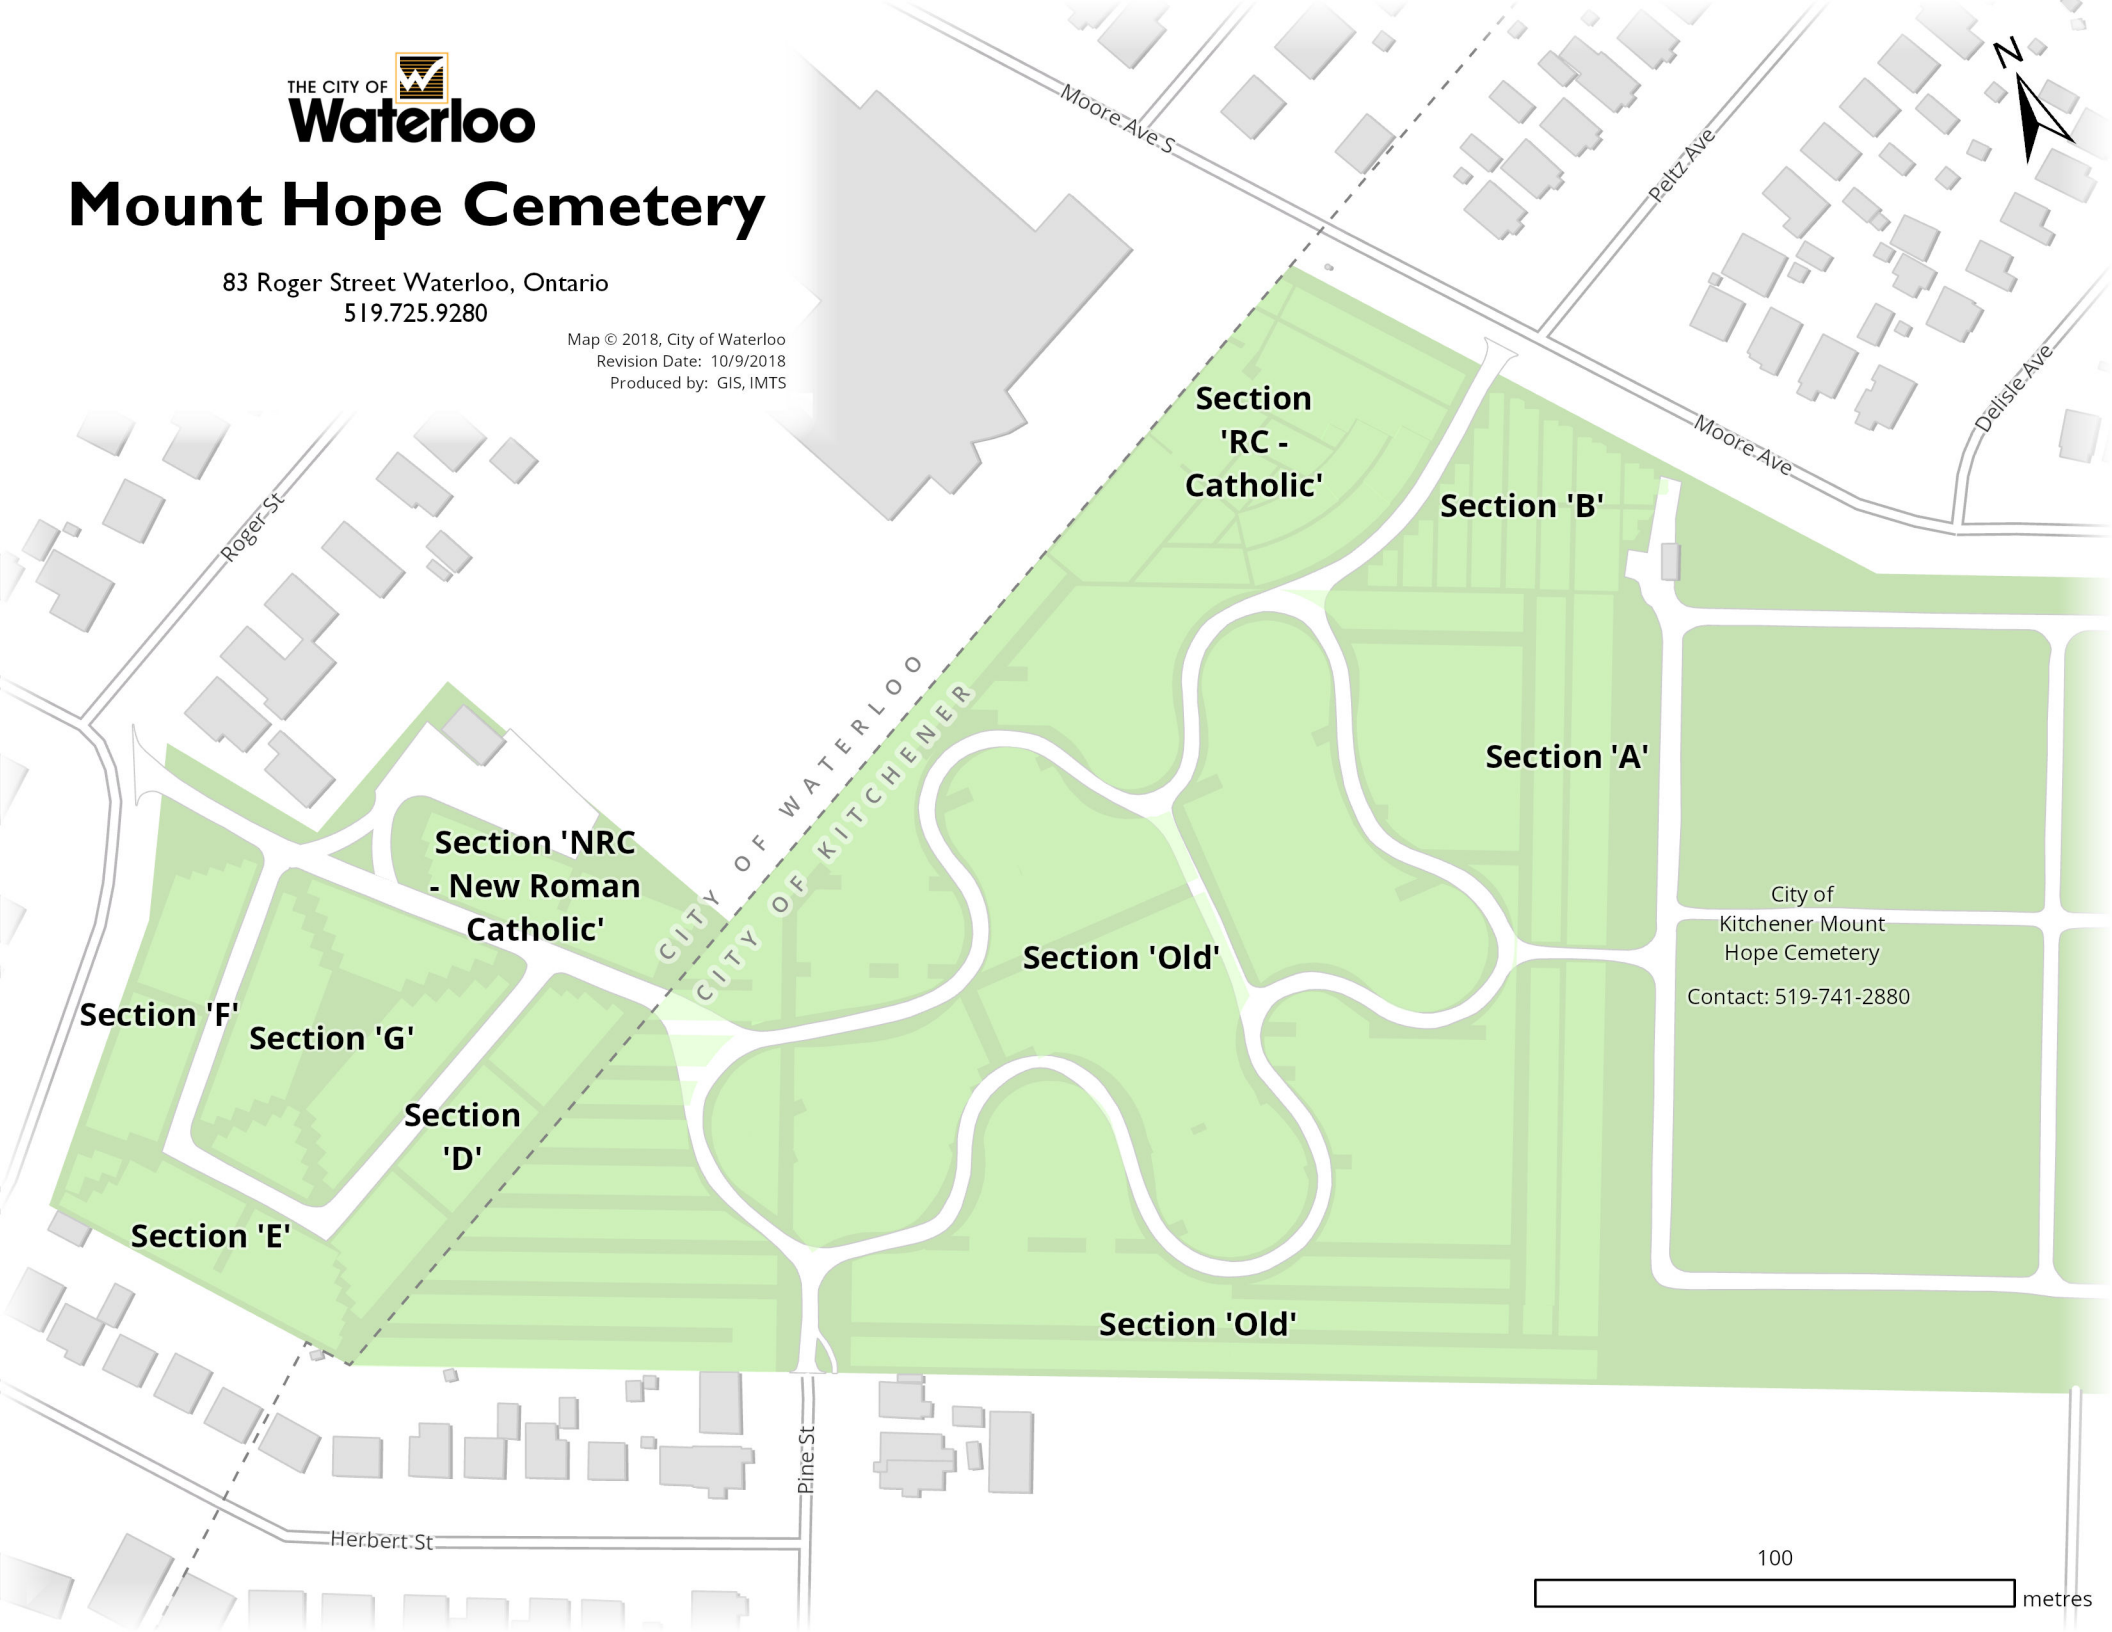 THE CITY OF
Waterloo
Mount Hope Cemetery
83 Roger Street Waterloo, Ontario
519.725.9280
Map © 2018, City of Waterloo
Revision Date: 10/9/2018
Produced by: GIS, IMTS
N
Moore Ave S
Peltz Ave
Delisle Ave
Moore Ave
Roger St
Section
'RC -
Catholic'
Section 'B'
Section 'A'
CITY OF WATERLOO
CITY OF KITCHENER
Section 'NRC
- New Roman
Catholic'
City of
Kitchener Mount
Hope Cemetery
Contact: 519-741-2880
Section 'Old'
Section 'F'
Section 'G'
Section
'D'
Section 'E'
Section 'Old'
Pine St
Herbert St
100
metres